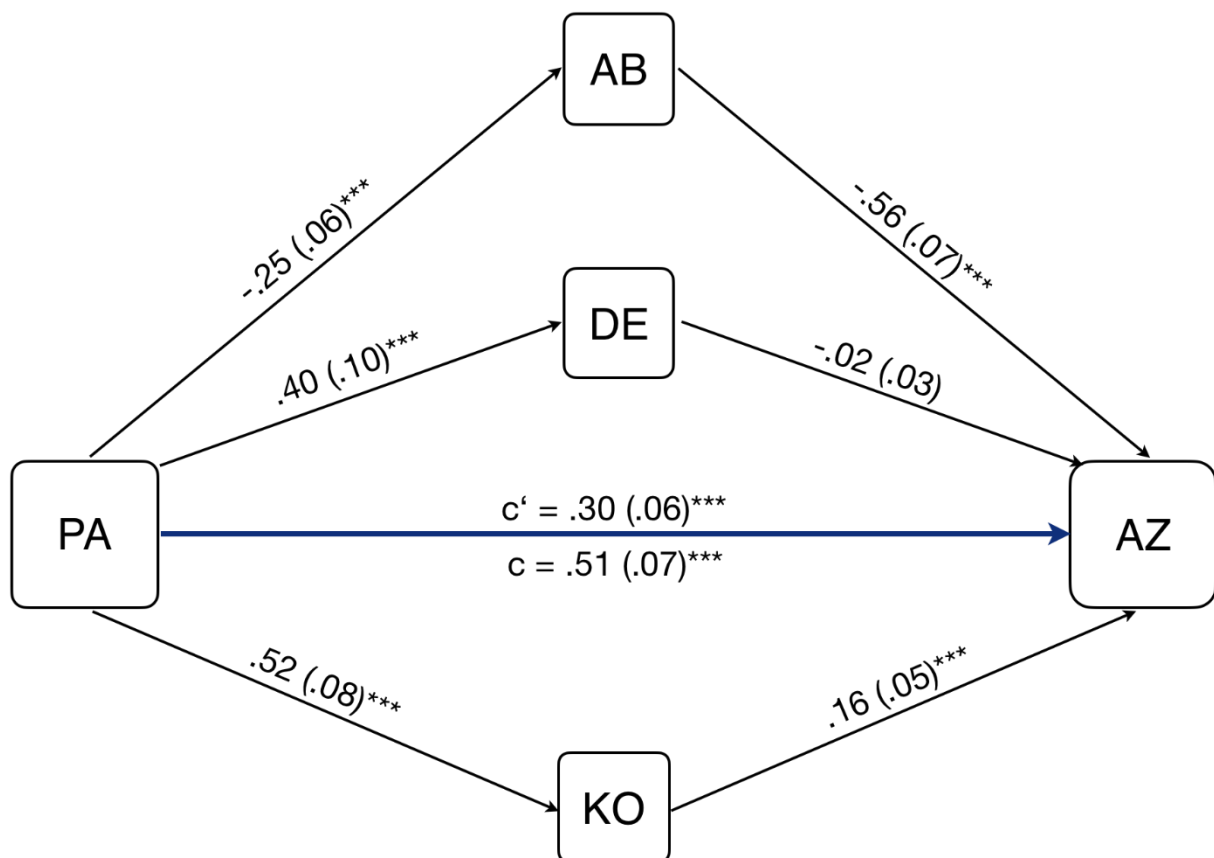 AB
-.25 (.06)***
-.56 (.07)***
DE
.40 (.10)***
-.02 (.03)
PA
c‘ = .30 (.06)***
c = .51 (.07)***
AZ
.52 (.08)***
.16 (.05)***
KO